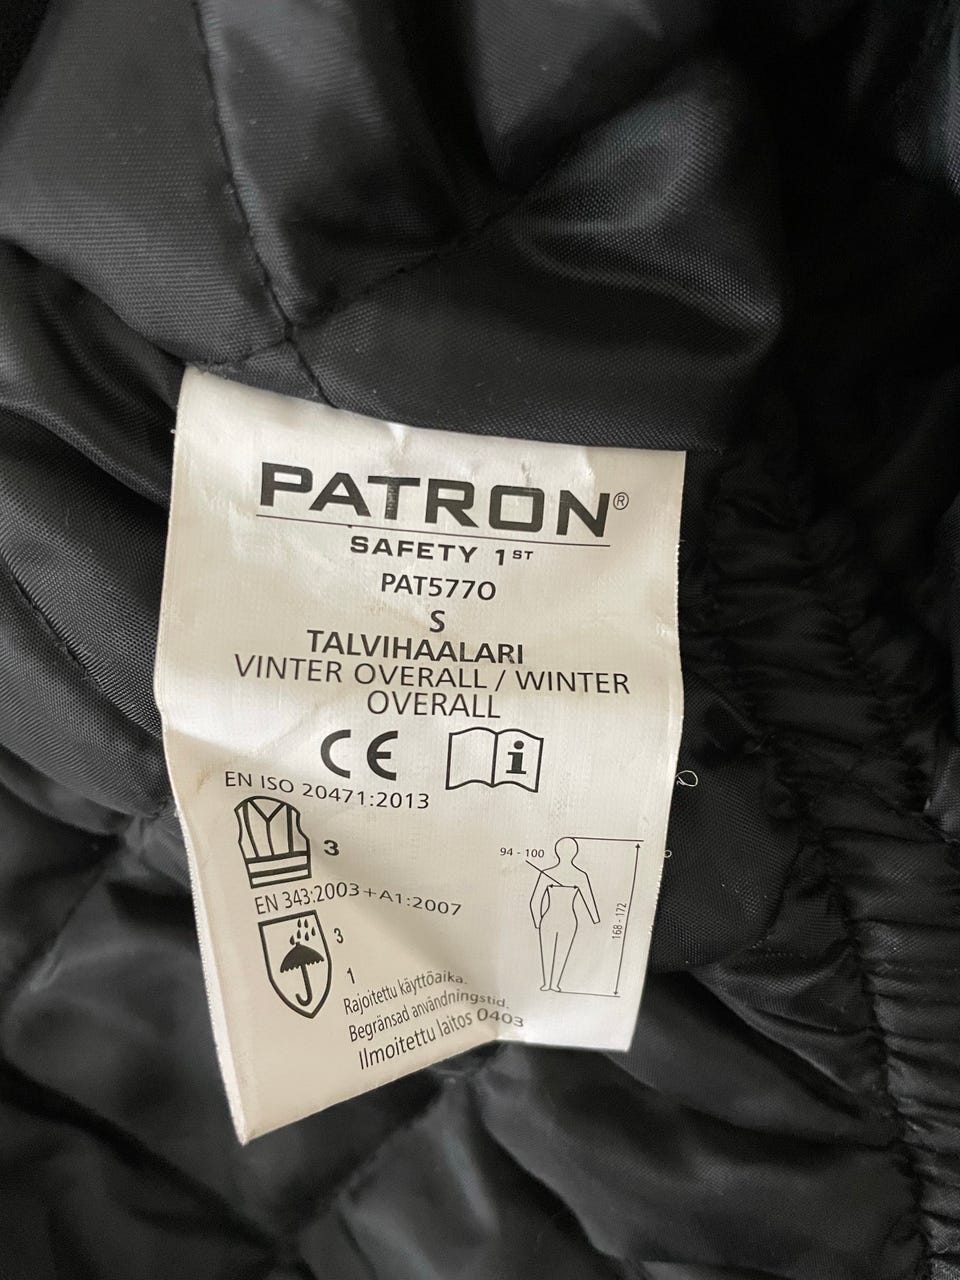 PATRON®
SAFETY 1ST
PAT5770
S
TALVIHAALARI
VINTER OVERALL / WINTER
OVERALL
CE
EN ISO 20471:2013
3
EN 343:2003+A1:2007
3
1
Rajoitettu käyttöaika.
Begränsad användningstid.
Ilmoitettu laitos 0403
94 - 100
168 - 172